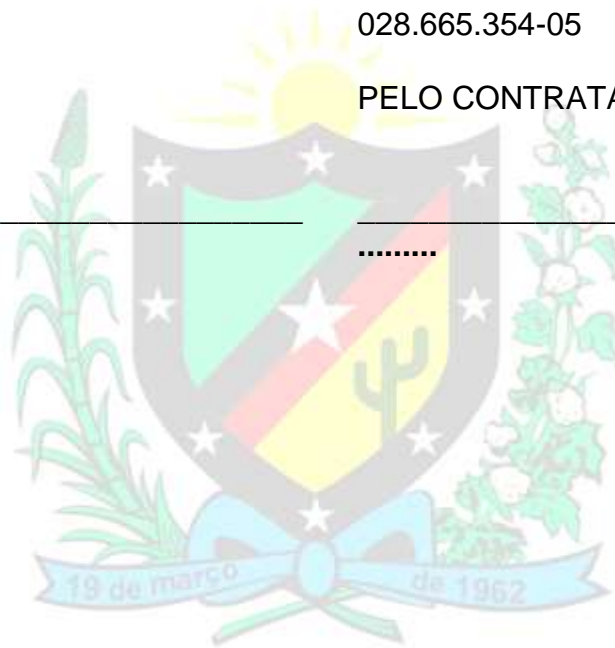 028.665.354-05
PELO CONTRATA
.........
19 de março de 1962